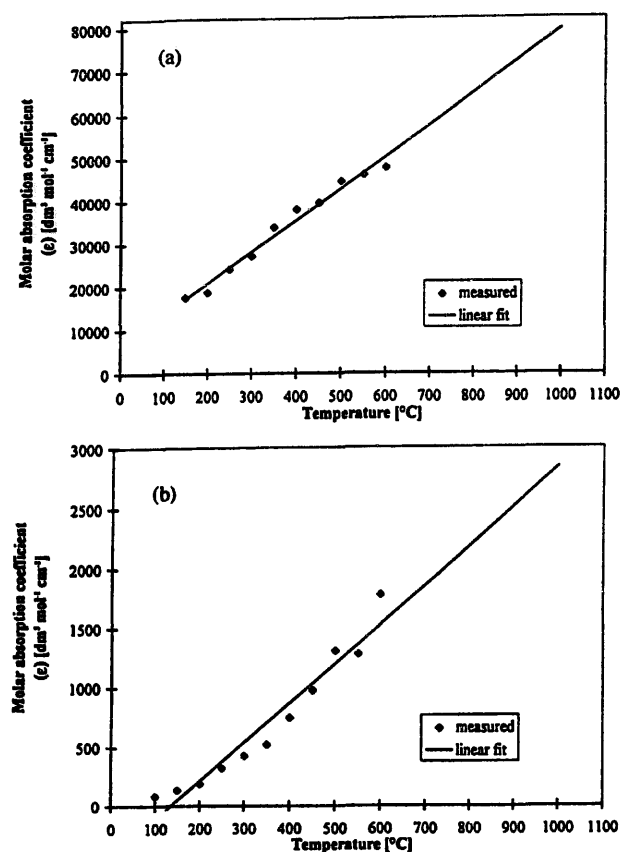 80000
70000
60000
50000
40000
30000
20000
10000
0
Molar absorption coefficient
(ε) [dm³ mol⁻¹ cm⁻¹]
(a)
measured
linear fit
0 100 200 300 400 500 600 700 800 900 1000 1100
Temperature [°C]
3000
2500
2000
1500
1000
500
0
Molar absorption coefficient
(ε) [dm³ mol⁻¹ cm⁻¹]
(b)
measured
linear fit
0 100 200 300 400 500 600 700 800 900 1000 1100
Temperature [°C]